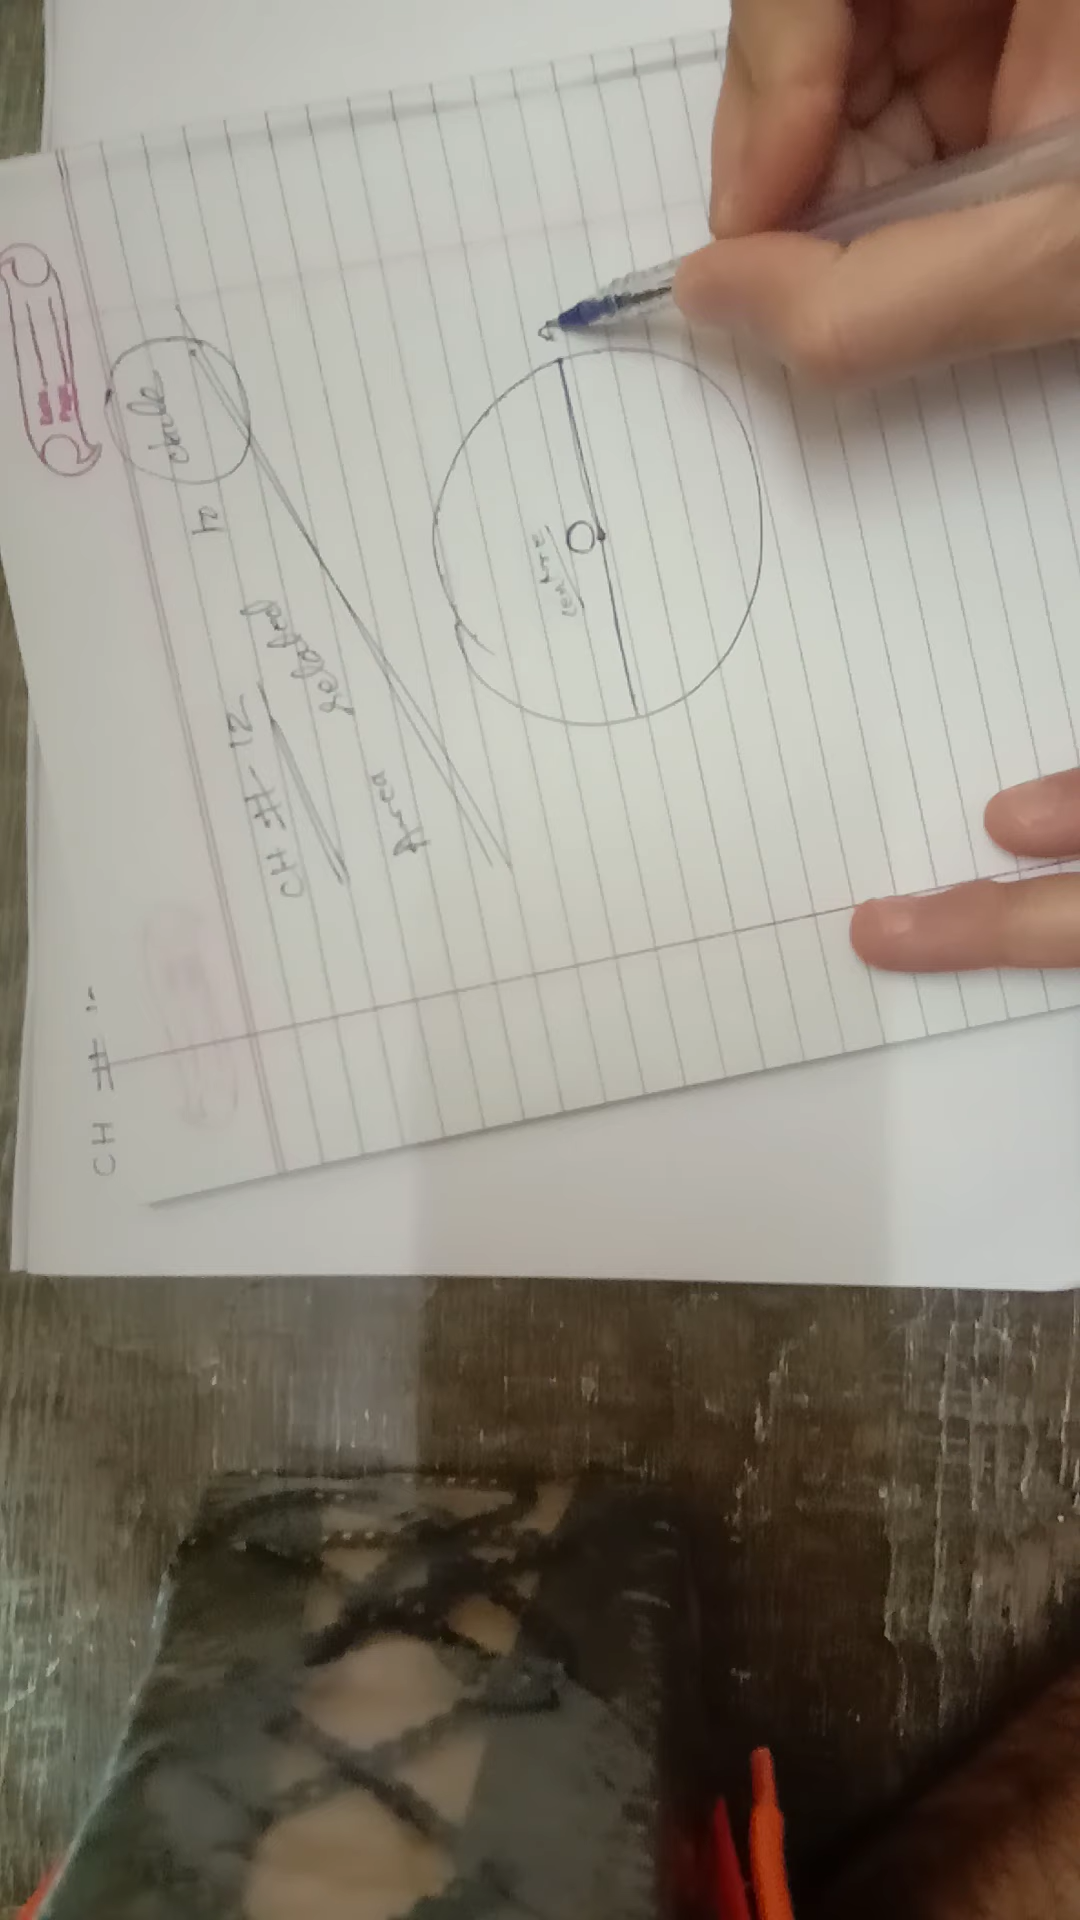 CH #
CH # - 12
Area related to circle
O
centre